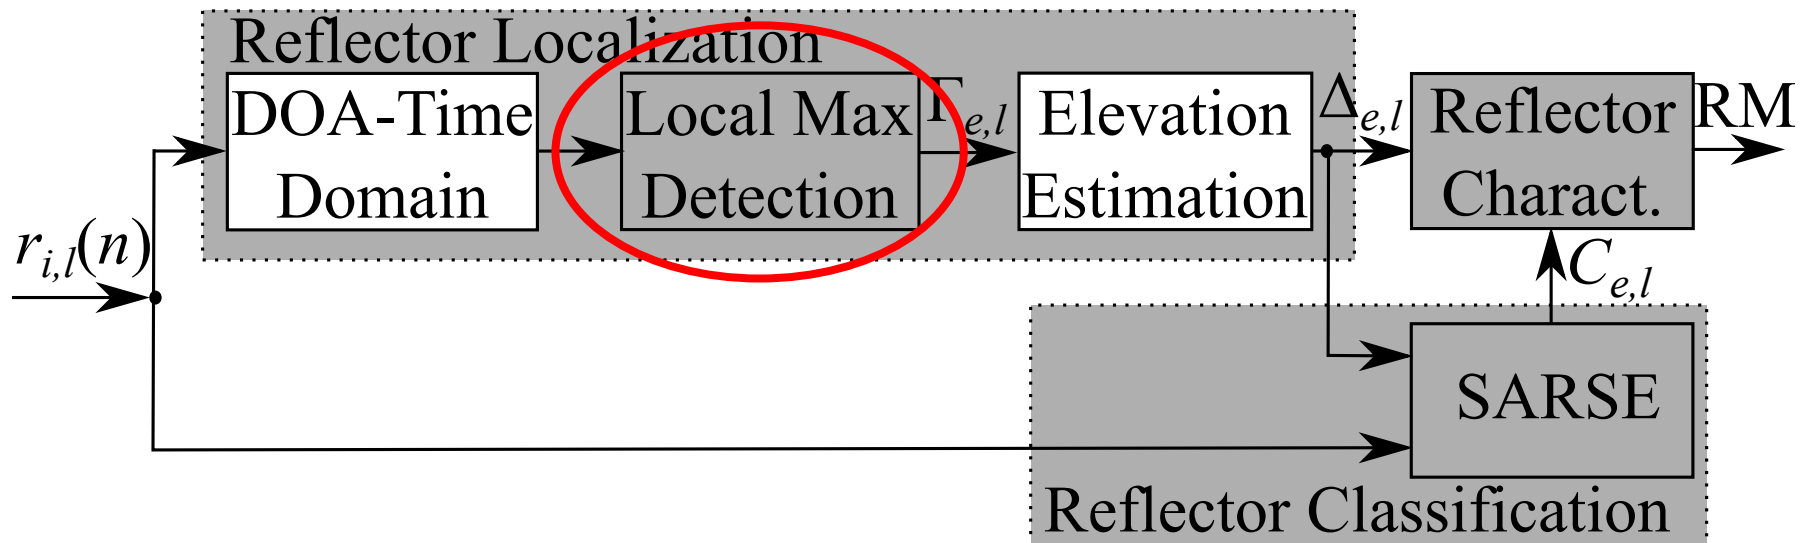 Reflector Localization
DOA-Time
Domain
Local Max
Detection
Γe,l
Elevation
Estimation
Δe,l
Reflector
Charact.
RM
ri,l(n)
Ce,l
SARSE
Reflector Classification